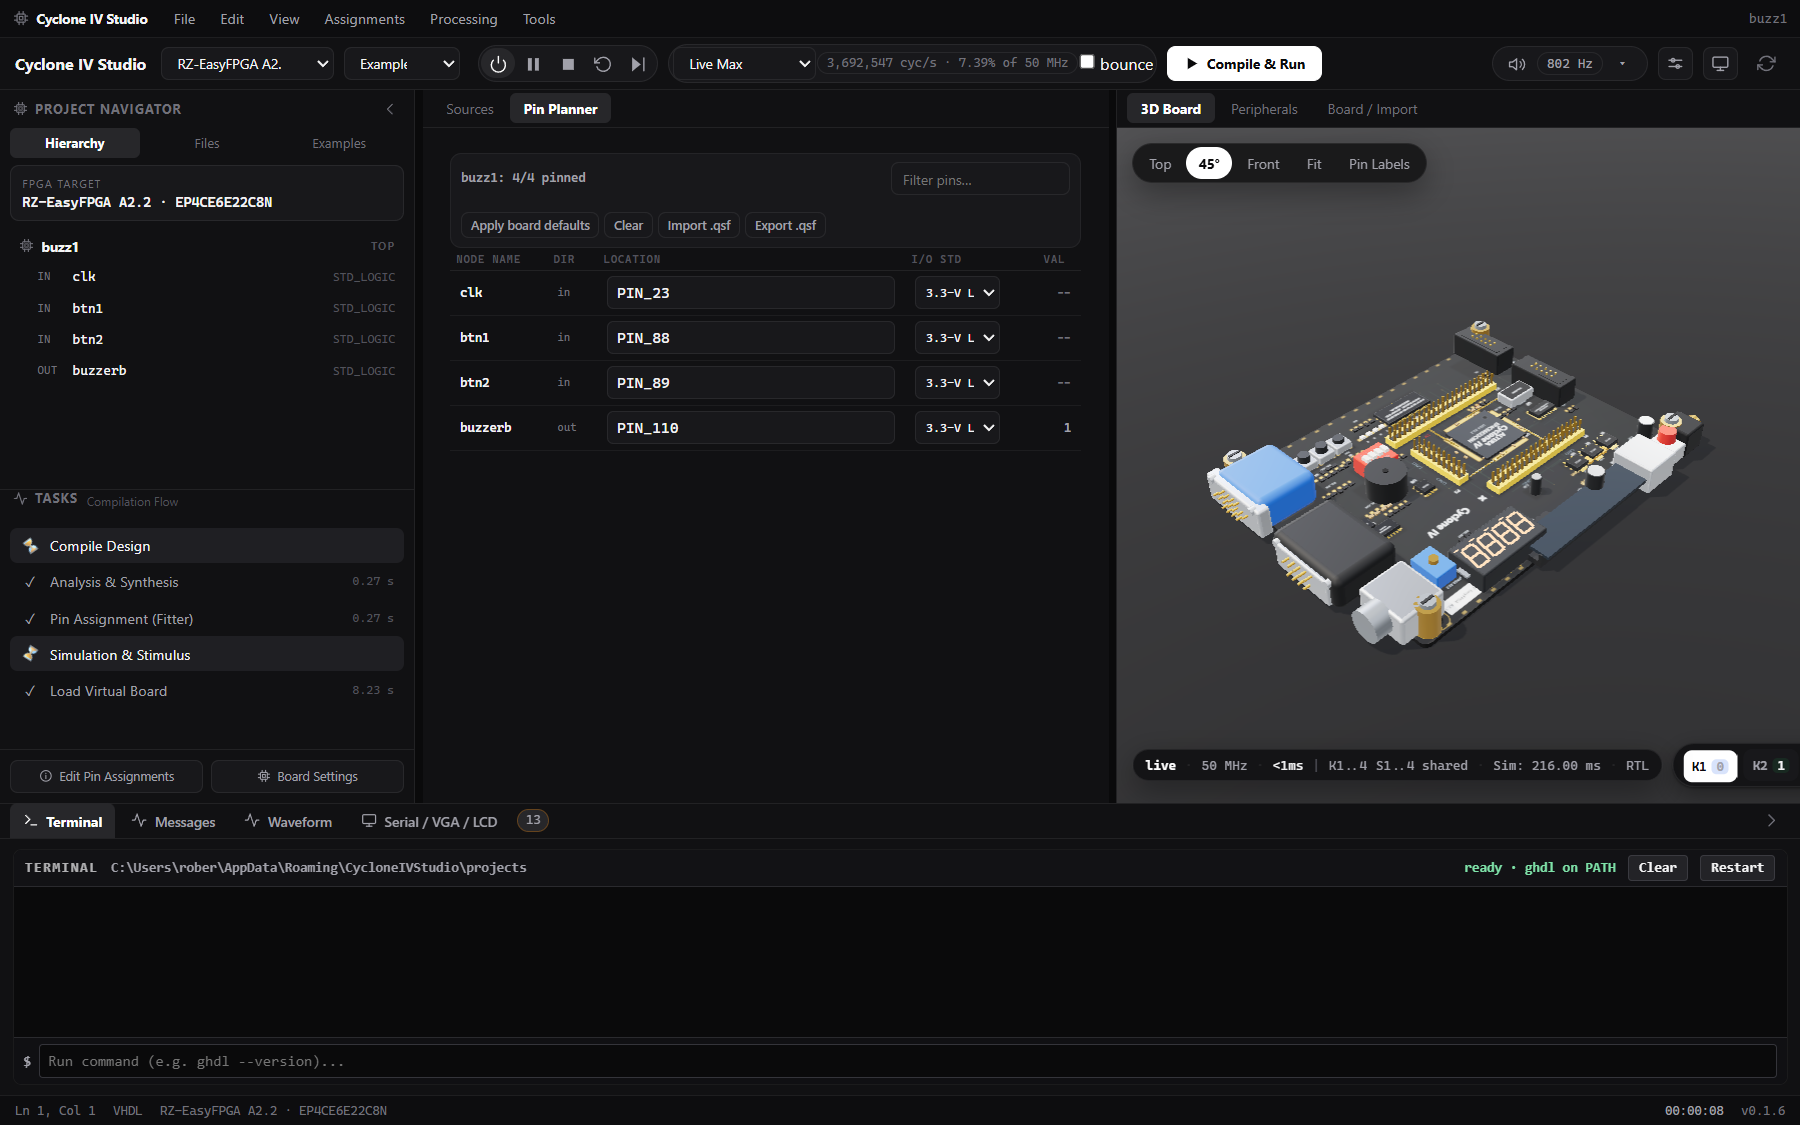 Cyclone IV Studio File Edit View Assignments Processing Tools buzz1
Cyclone IV Studio RZ-EasyFPGA A2. Example Live Max 3,692,547 cyc/s · 7.39% of 50 MHz bounce Compile & Run 802 Hz
PROJECT NAVIGATOR
Hierarchy Files Examples
FPGA TARGET
RZ-EasyFPGA A2.2 · EP4CE6E22C8N
buzz1 TOP
IN clk STD_LOGIC
IN btn1 STD_LOGIC
IN btn2 STD_LOGIC
OUT buzzerb STD_LOGIC
TASKS Compilation Flow
Compile Design
Analysis & Synthesis 0.27 s
Pin Assignment (Fitter) 0.27 s
Simulation & Stimulus
Load Virtual Board 8.23 s
Edit Pin Assignments Board Settings
Sources Pin Planner
buzz1: 4/4 pinned Filter pins...
Apply board defaults Clear Import .qsf Export .qsf
NODE NAME DIR LOCATION I/O STD VAL
clk in PIN_23 3.3-V L --
btn1 in PIN_88 3.3-V L --
btn2 in PIN_89 3.3-V L --
buzzerb out PIN_110 3.3-V L 1
3D Board Peripherals Board / Import
Top 45° Front Fit Pin Labels
Cyclone IV
Cyclone IV
8888
live · 50 MHz · <1ms | K1..4 S1..4 shared · Sim: 216.00 ms · RTL K1 0 K2 1
Terminal Messages Waveform Serial / VGA / LCD 13
TERMINAL C:\Users\rober\AppData\Roaming\CycloneIVStudio\projects ready · ghdl on PATH Clear Restart
$ Run command (e.g. ghdl --version)...
Ln 1, Col 1 VHDL RZ-EasyFPGA A2.2 · EP4CE6E22C8N 00:00:08 v0.1.6